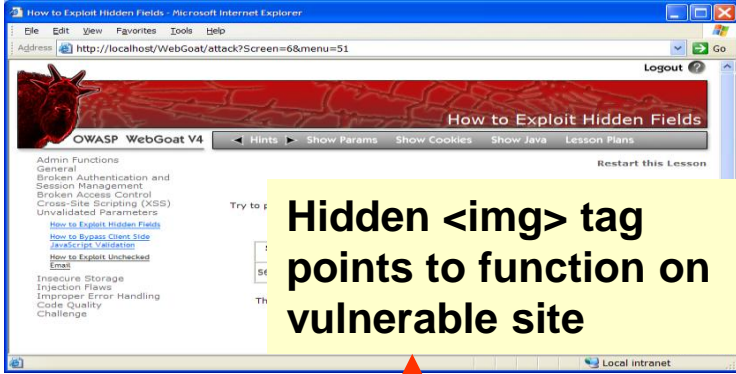 How to Exploit Hidden Fields - Microsoft Internet Explorer
File Edit View Favorites Tools Help
Address http://localhost/WebGoat/attack?Screen=6&menu=51 Go
Logout ?
How to Exploit Hidden Fields
OWASP WebGoat V4 Hints Show Params Show Cookies Show Java Lesson Plans
Restart this Lesson
Admin Functions
General
Broken Authentication and
Session Management
Broken Access Control
Cross-Site Scripting (XSS)
Unvalidated Parameters
How to Exploit Hidden Fields
How to Bypass Client Side
JavaScript Validation
How to Exploit Unchecked
Email
Insecure Storage
Injection Flaws
Improper Error Handling
Code Quality
Challenge
Try to
Hidden <img> tag
points to function on
vulnerable site
Local intranet